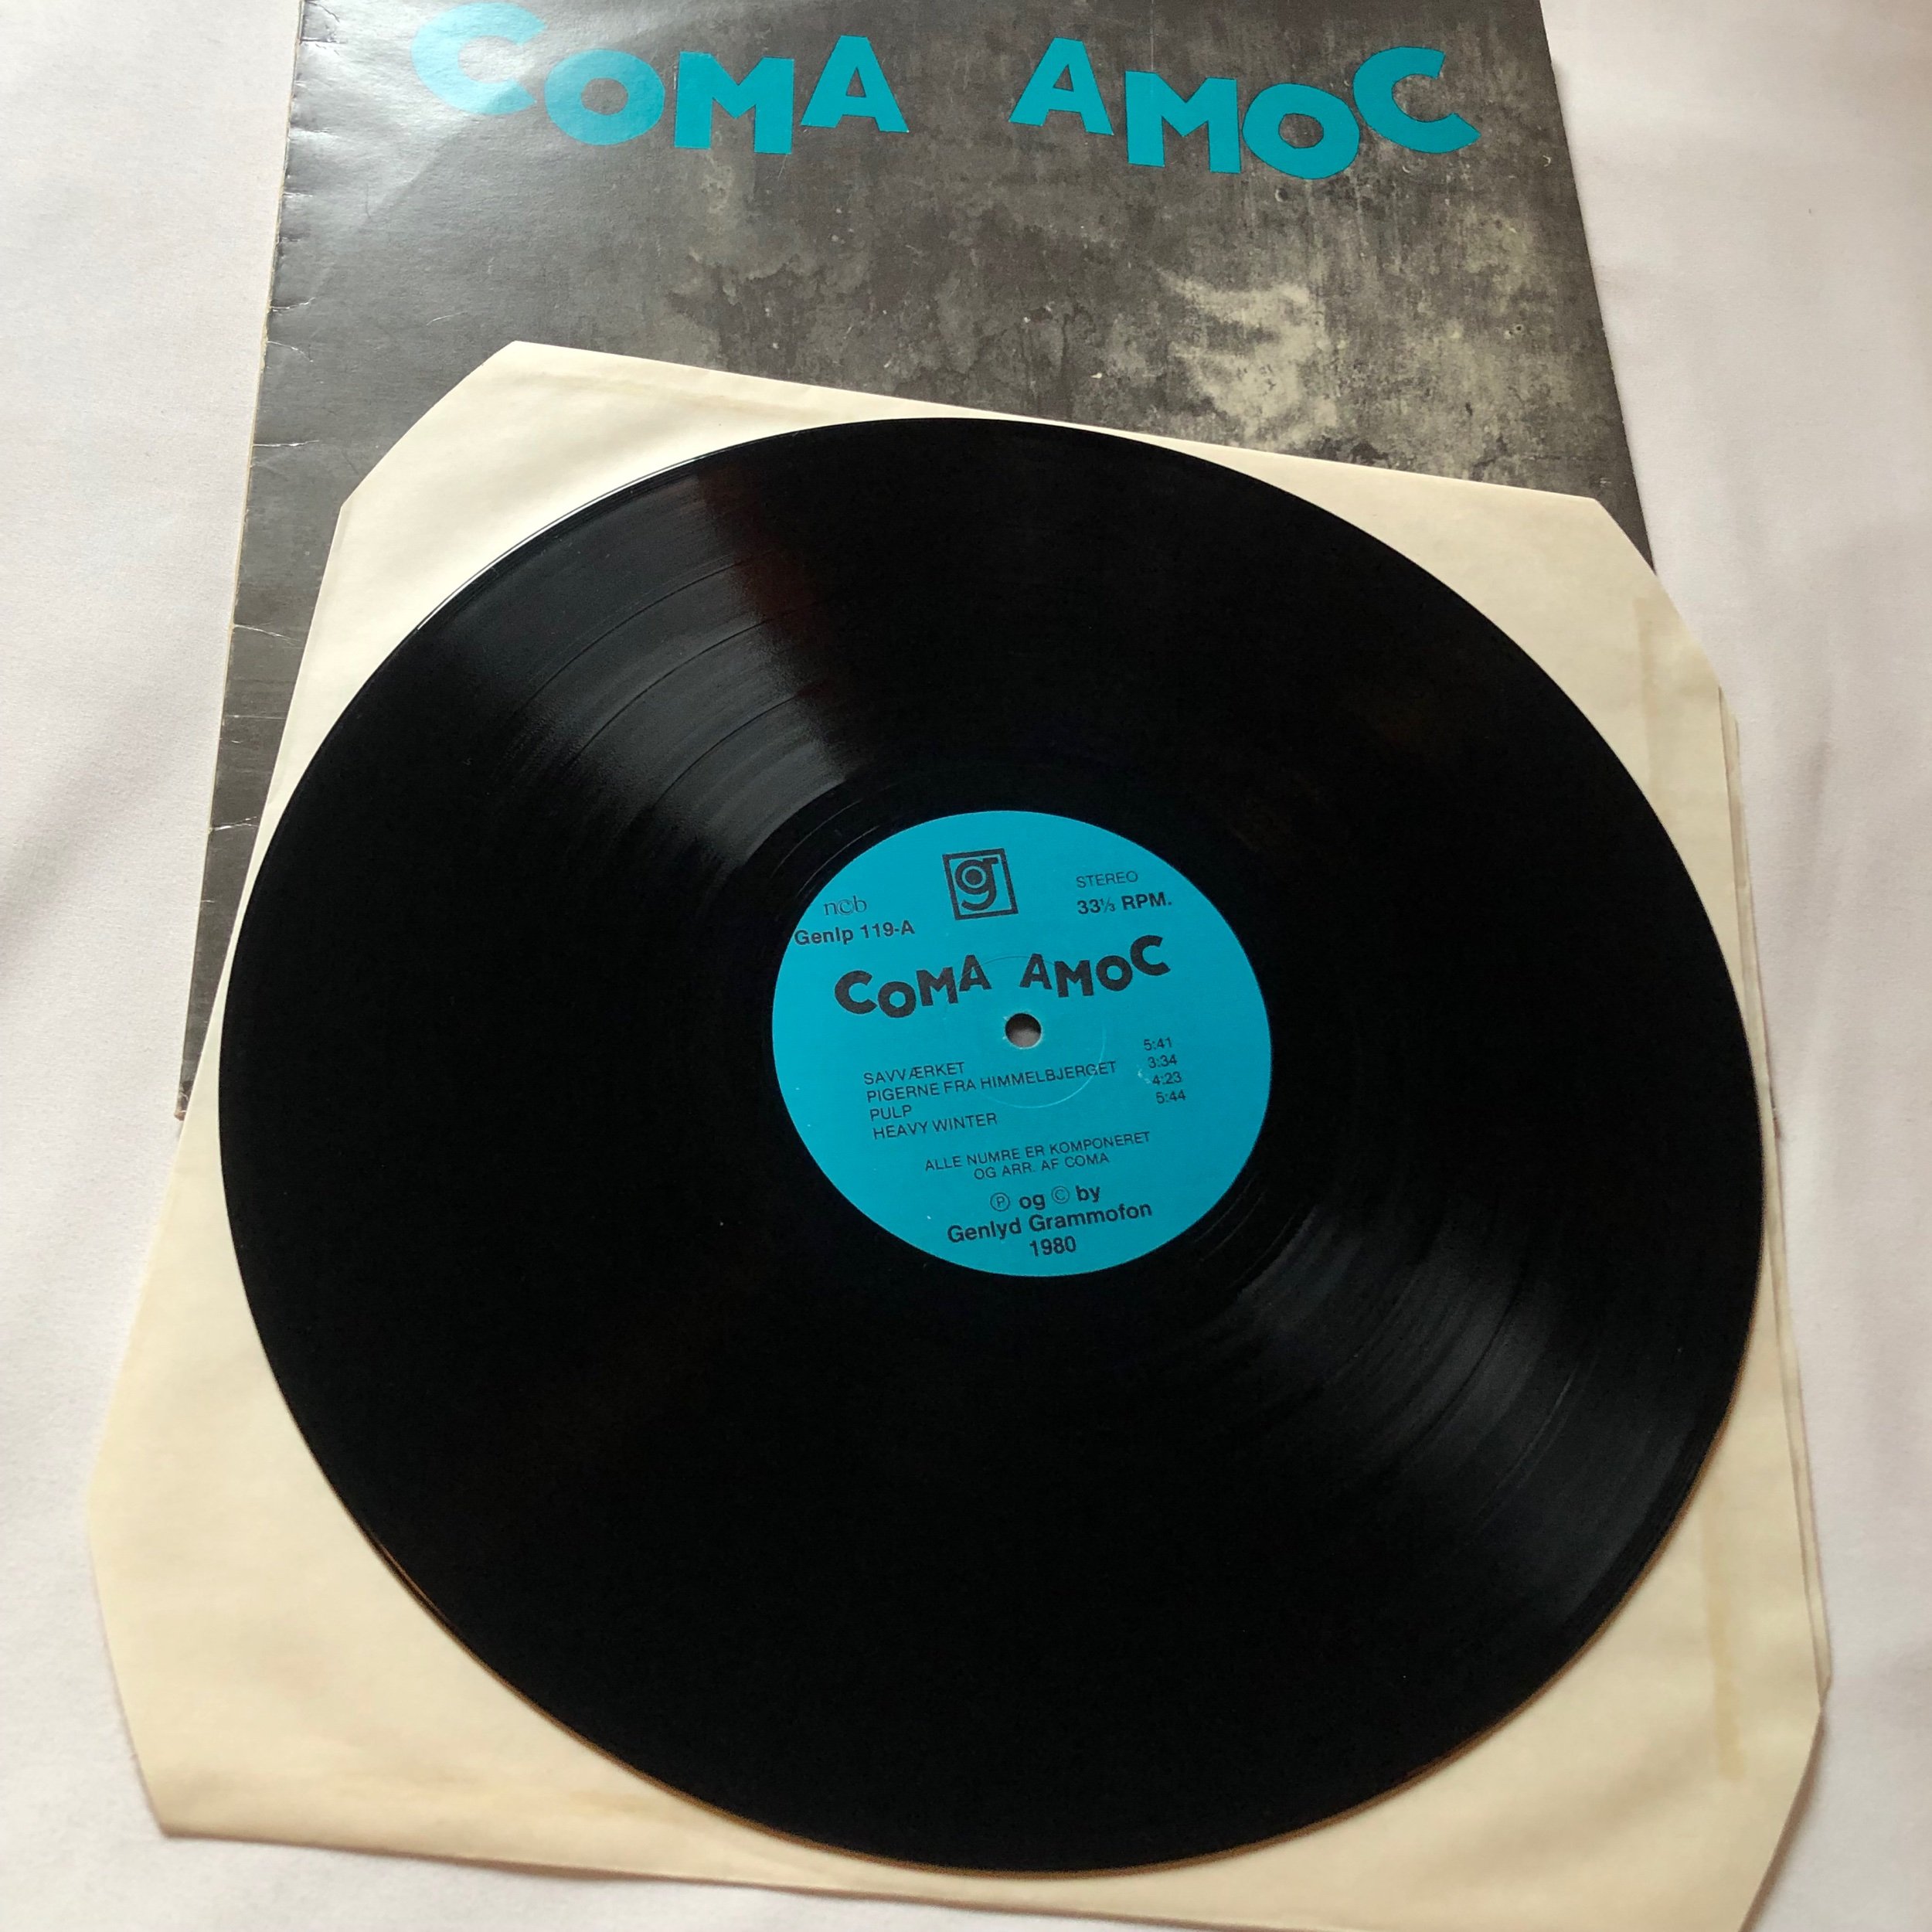 COMA AMOC
g
ncb
STEREO
Genlp 119-A
33⅓ RPM.
COMA AMOC
SAVVÆRKET 5:41
PIGERNE FRA HIMMELBJERGET 3:34
PULP 4:23
HEAVY WINTER 5:44
ALLE NUMRE ER KOMPONERET
OG ARR. AF COMA
Ⓟ og © by
Genlyd Grammofon
1980